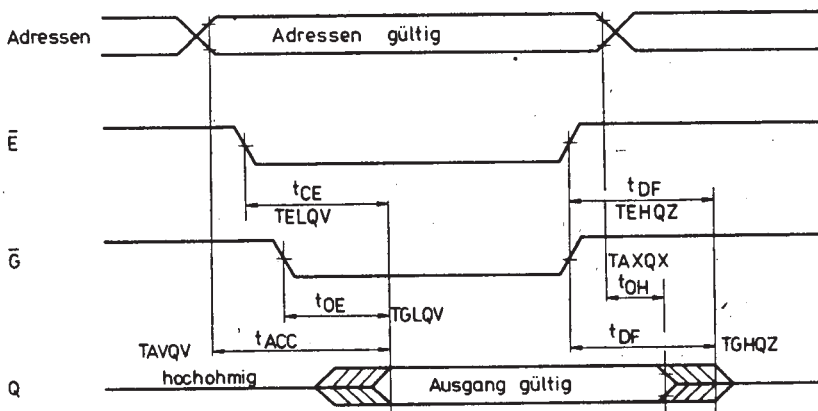 Adressen
Adressen gültig
E̅
tCE
TELQV
tDF
TEHQZ
G̅
TAXQX
tOE
TGLQV
tOH
TAVQV
tACC
tDF
TGHQZ
hochohmig
Q
Ausgang gültig